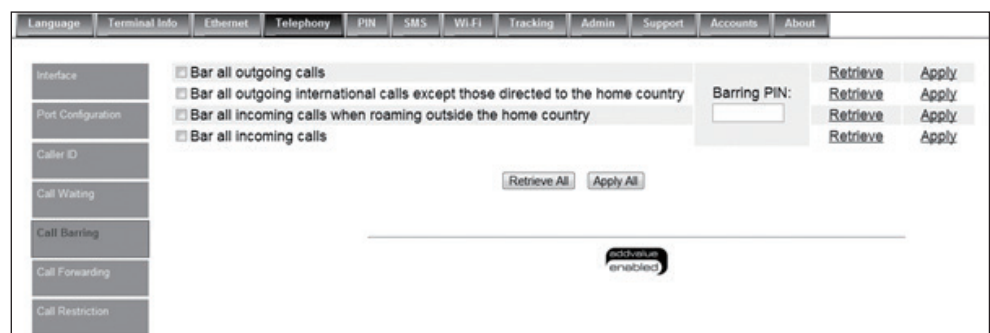 Language Terminal Info Ethernet Telephony PIN SMS Wi-Fi Tracking Admin Support Accounts About
Interface
Port Configuration
Caller ID
Call Waiting
Call Barring
Call Forwarding
Call Restriction
Bar all outgoing calls Retrieve Apply
Bar all outgoing international calls except those directed to the home country Barring PIN: Retrieve Apply
Bar all incoming calls when roaming outside the home country Retrieve Apply
Bar all incoming calls Retrieve Apply
Retrieve All Apply All
addvalue
enabled